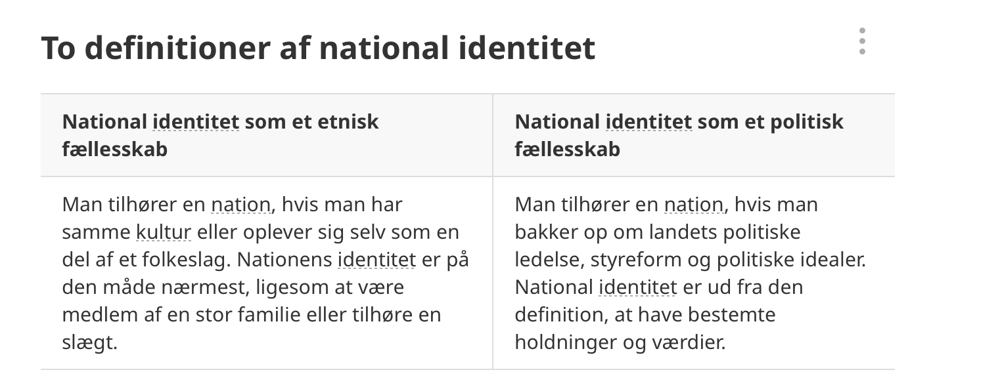 To definitioner af national identitet
National identitet som et etnisk
fællesskab
National identitet som et politisk
fællesskab
Man tilhører en nation, hvis man har
samme kultur eller oplever sig selv som en
del af et folkeslag. Nationens identitet er på
den måde nærmest, ligesom at være
medlem af en stor familie eller tilhøre en
slægt.
Man tilhører en nation, hvis man
bakker op om landets politiske
ledelse, styreform og politiske idealer.
National identitet er ud fra den
definition, at have bestemte
holdninger og værdier.